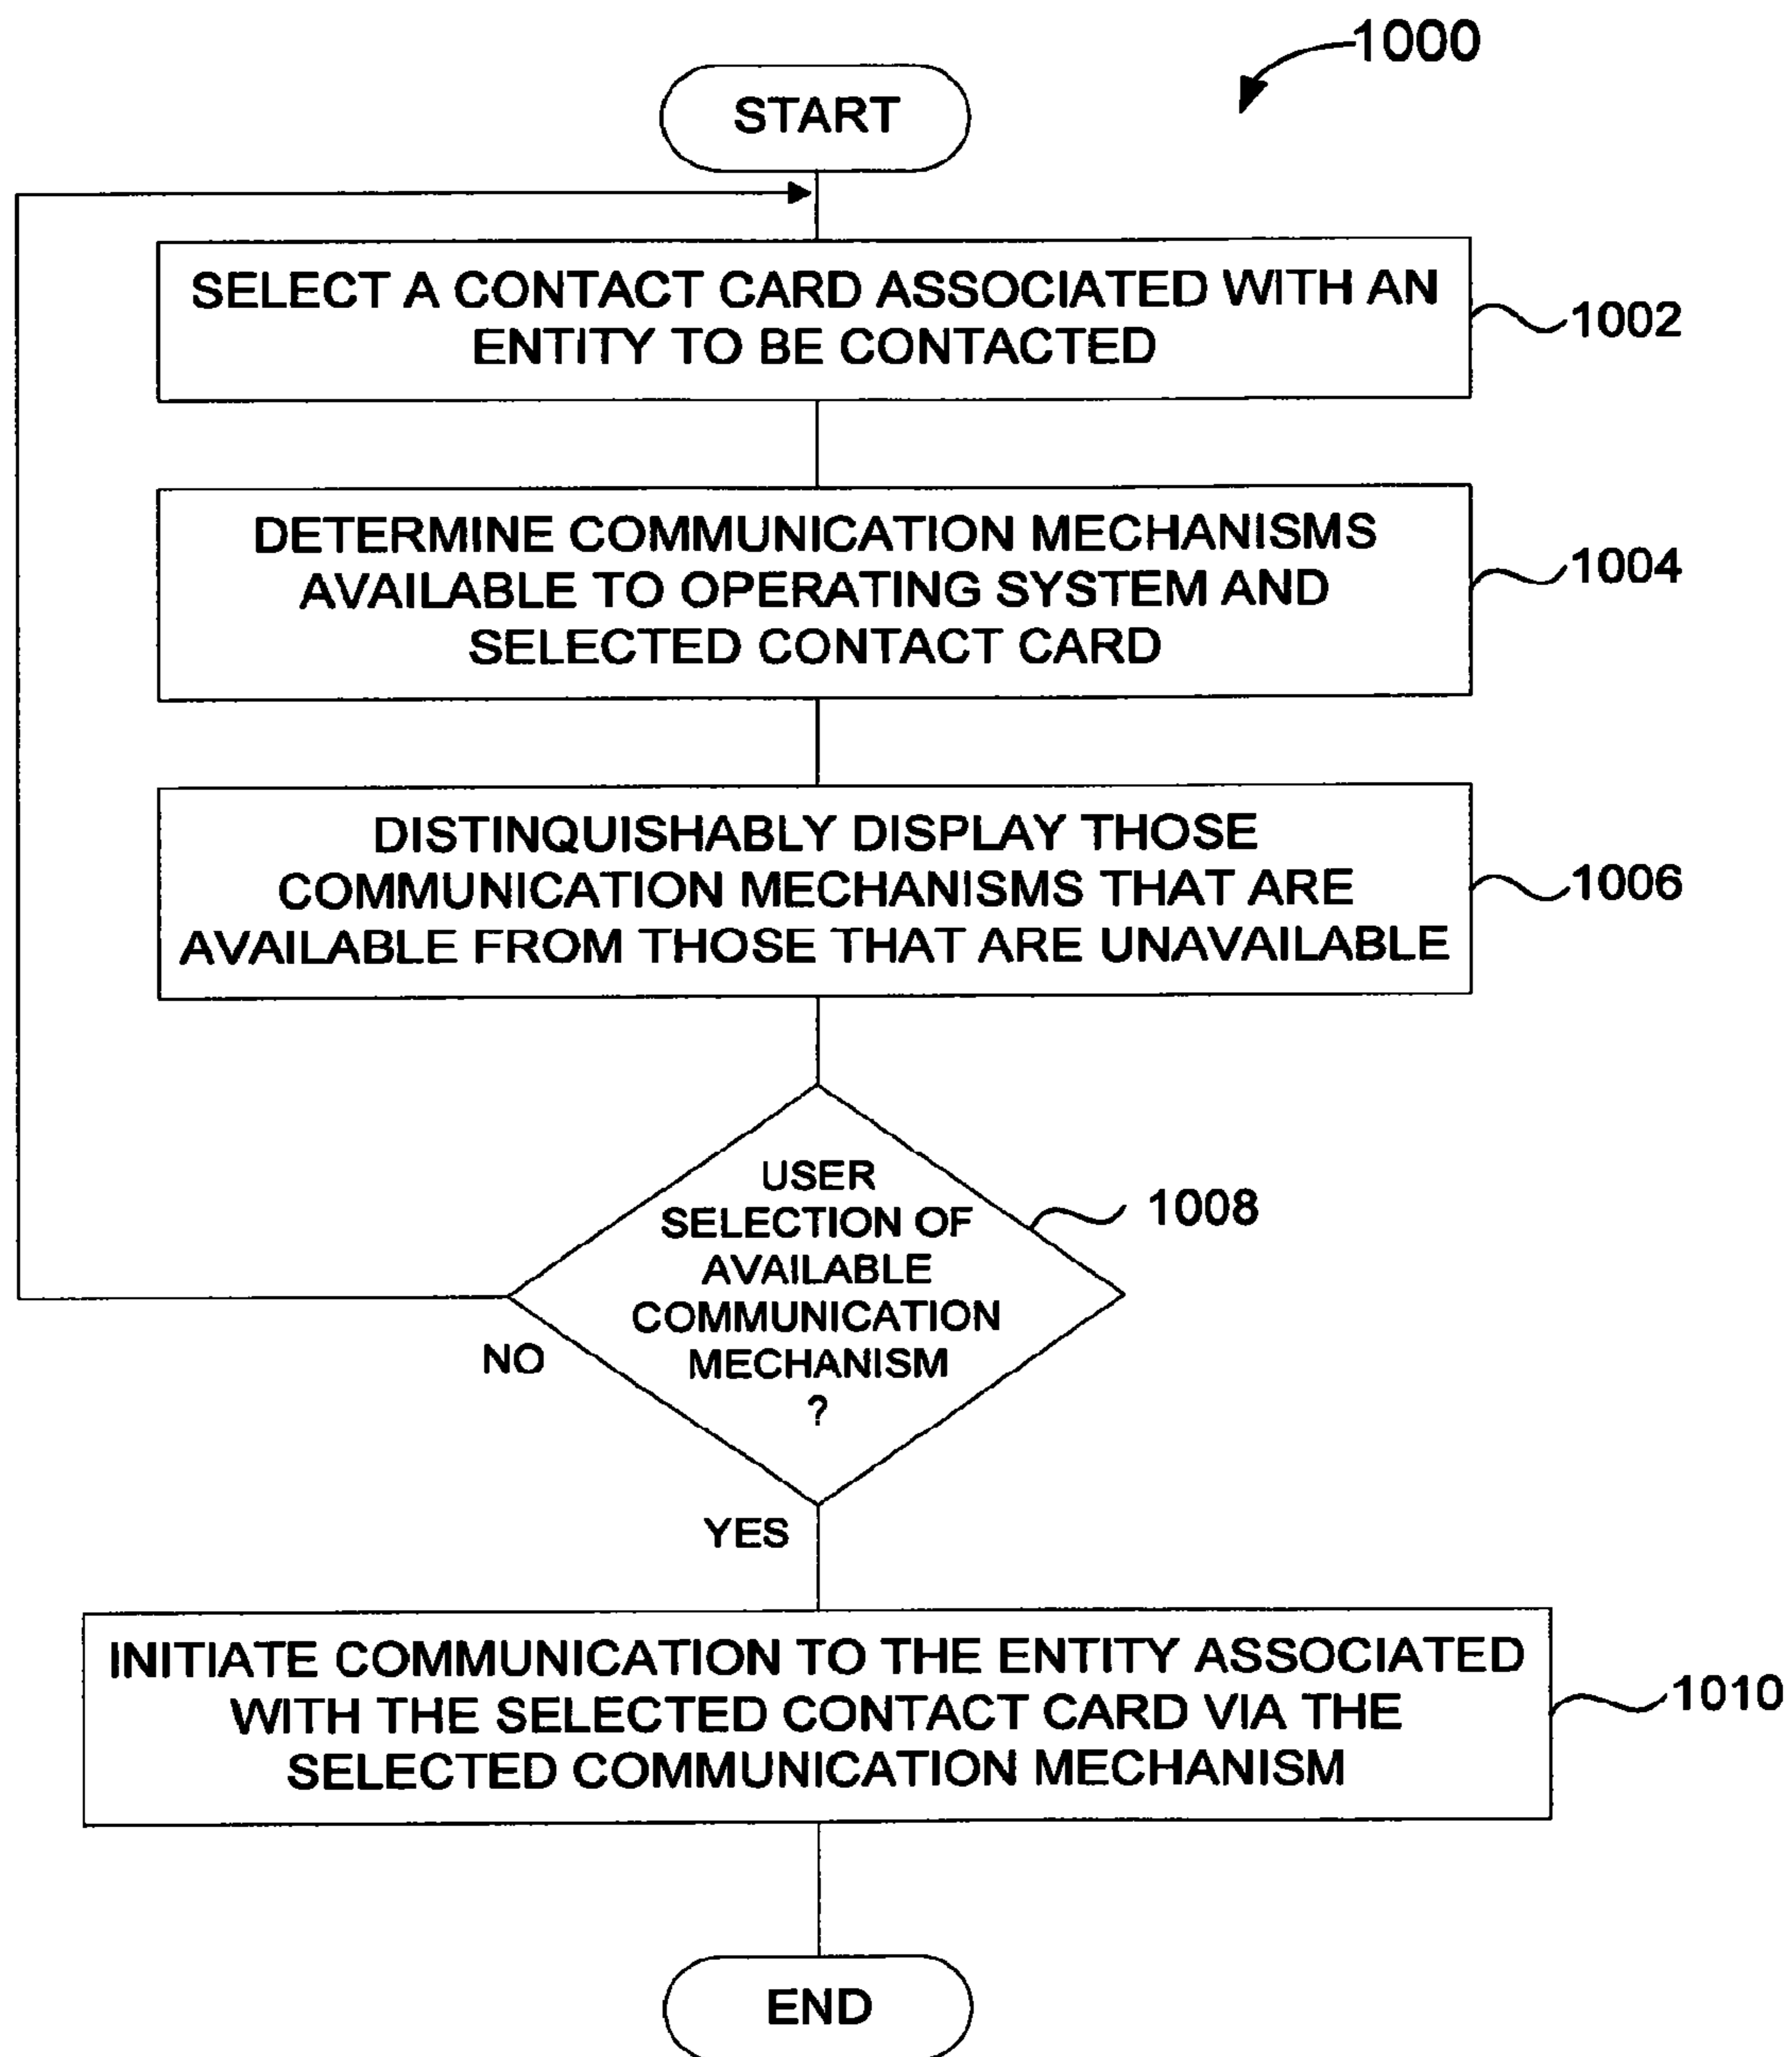 1000
START
SELECT A CONTACT CARD ASSOCIATED WITH AN
ENTITY TO BE CONTACTED
1002
DETERMINE COMMUNICATION MECHANISMS
AVAILABLE TO OPERATING SYSTEM AND
SELECTED CONTACT CARD
1004
DISTINQUISHABLY DISPLAY THOSE
COMMUNICATION MECHANISMS THAT ARE
AVAILABLE FROM THOSE THAT ARE UNAVAILABLE
1006
USER
SELECTION OF
AVAILABLE
COMMUNICATION
MECHANISM
?
1008
NO
YES
INITIATE COMMUNICATION TO THE ENTITY ASSOCIATED
WITH THE SELECTED CONTACT CARD VIA THE
SELECTED COMMUNICATION MECHANISM
1010
END